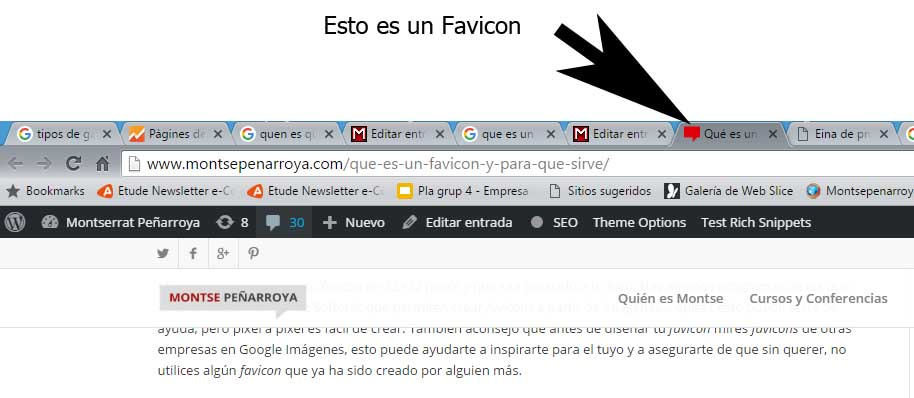 Esto es un Favicon
tipos de ga Págines de quen es qu Editar entr que es un Editar entr Qué es un Eina de pr
www.montsepenarroya.com/que-es-un-favicon-y-para-que-sirve/
Bookmarks Etude Newsletter e-Co Etude Newsletter e-Co Pla grup 4 - Empresa Sitios sugeridos Galería de Web Slice Montsepenarroy
Montserrat Peñarroya 8 30 Nuevo Editar entrada SEO Theme Options Test Rich Snippets
MONTSE PEÑARROYA Quién es Montse Cursos y Conferencias
ayuda, pero píxel a píxel es fácil de crear. También aconsejo que antes de diseñar tu favicon mires favicons de otras
empresas en Google Imágenes, esto puede ayudarte a inspirarte para el tuyo y a asegurarte de que sin querer, no
utilices algún favicon que ya ha sido creado por alguien más.